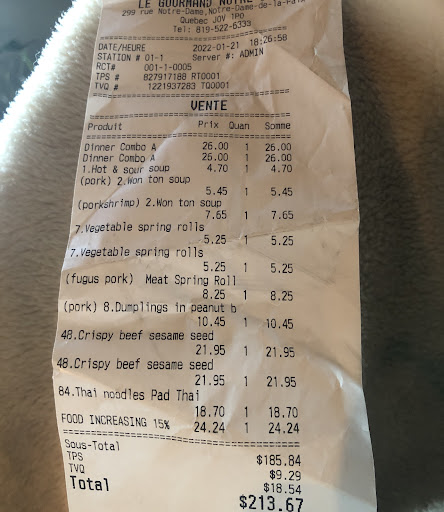 LE GOURMAND NOTRE
299 rue Notre-Dame, Notre-Dame-de-la-Paix
Quebec JOV 1P0
Tel: 819-522-6333
DATE/HEURE 2022-01-21 18:26:58
STATION # 01-1 Server #: ADMIN
RCT# 001-1-0005
TPS # 827917188 RT0001
TVQ # 1221937283 TQ0001
VENTE
Produit Prix Quan Somme
Dinner Combo A 26.00 1 26.00
Dinner Combo A 26.00 1 26.00
1.Hot & sour soup 4.70 1 4.70
(pork) 2.Won ton soup
5.45 1 5.45
(porkshrimp) 2.Won ton soup
7.65 1 7.65
7.Vegetable spring rolls
5.25 1 5.25
7.Vegetable spring rolls
5.25 1 5.25
(fugus pork) Meat Spring Roll
8.25 1 8.25
(pork) 8.Dumplings in peanut b
10.45 1 10.45
48.Crispy beef sesame seed
21.95 1 21.95
48.Crispy beef sesame seed
21.95 1 21.95
84.Thai noodles Pad Thai
18.70 1 18.70
FOOD INCREASING 15% 24.24 1 24.24
Sous-Total $185.84
TPS $9.29
TVQ $18.54
Total $213.67